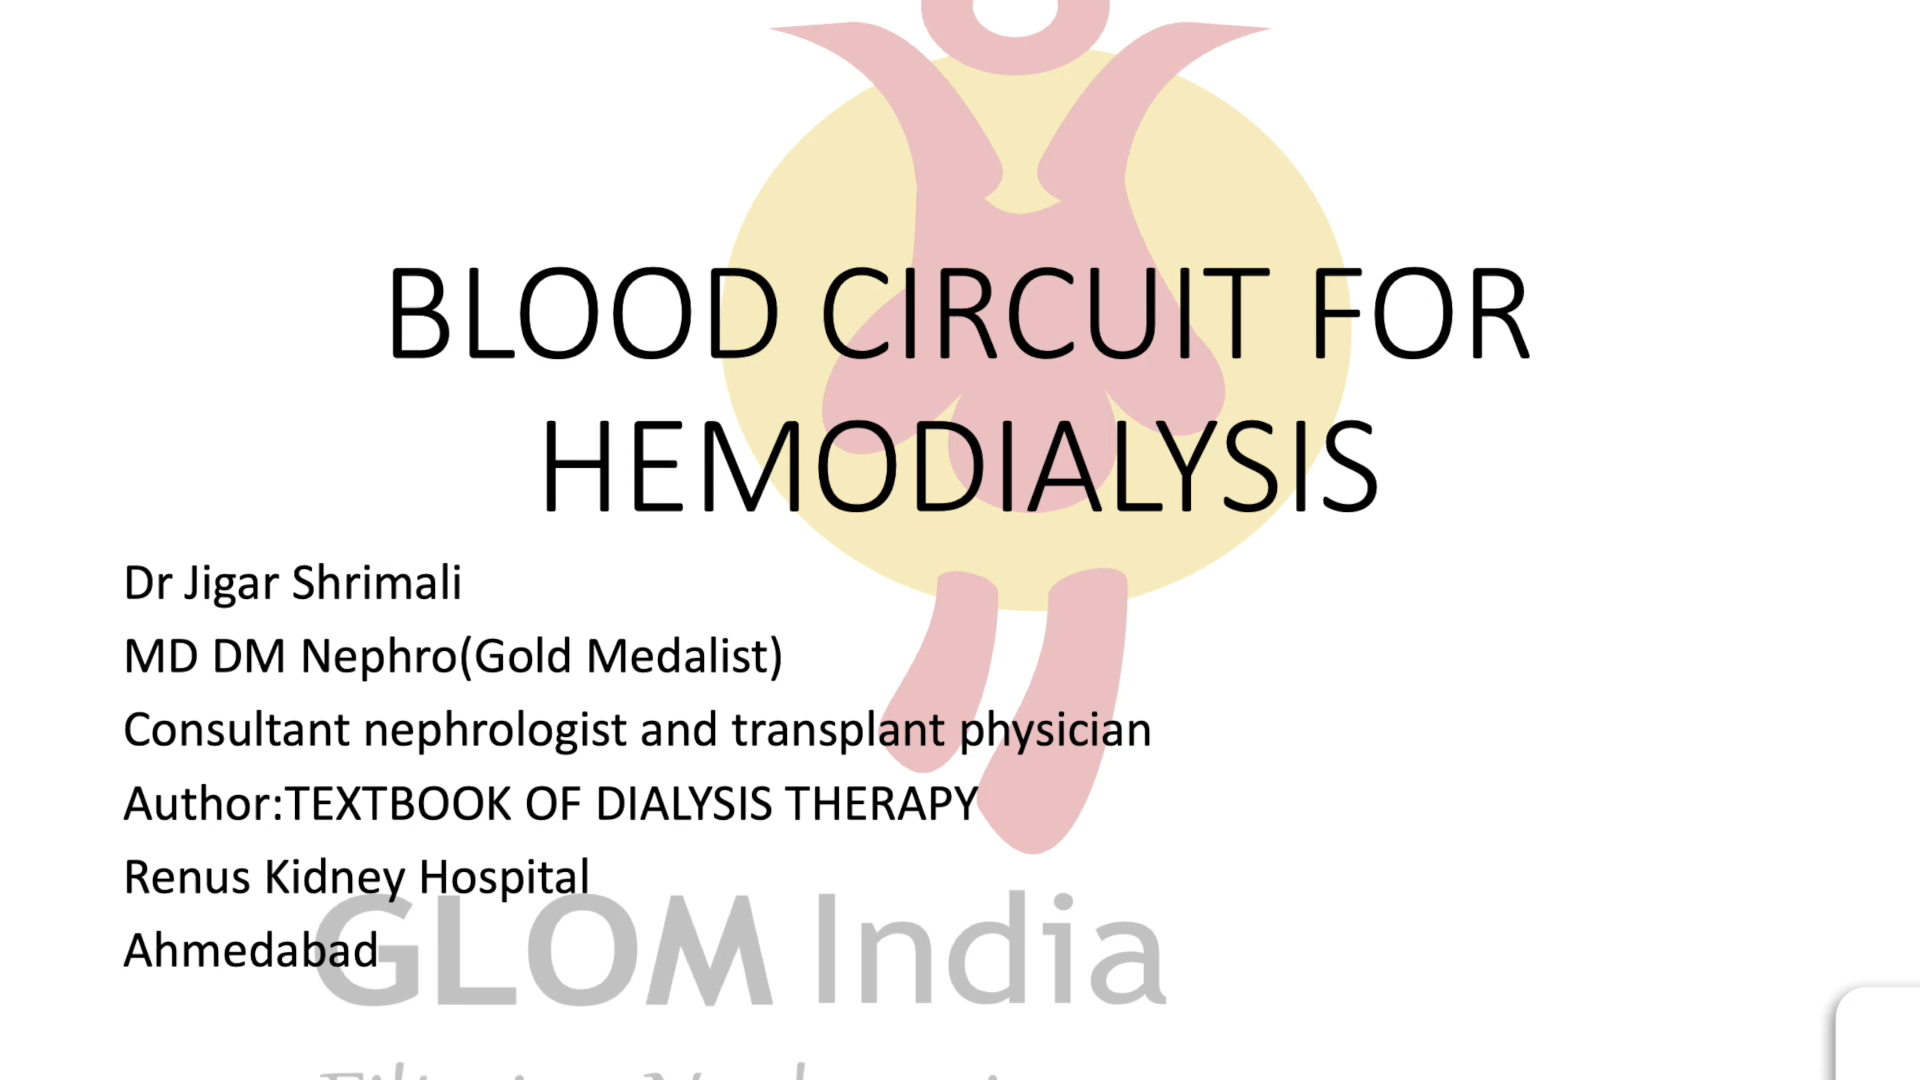 BLOOD CIRCUIT FOR
HEMODIALYSIS
Dr Jigar Shrimali
MD DM Nephro(Gold Medalist)
Consultant nephrologist and transplant physician
Author:TEXTBOOK OF DIALYSIS THERAPY
Renus Kidney Hospital
Ahmedabad
GLOM India